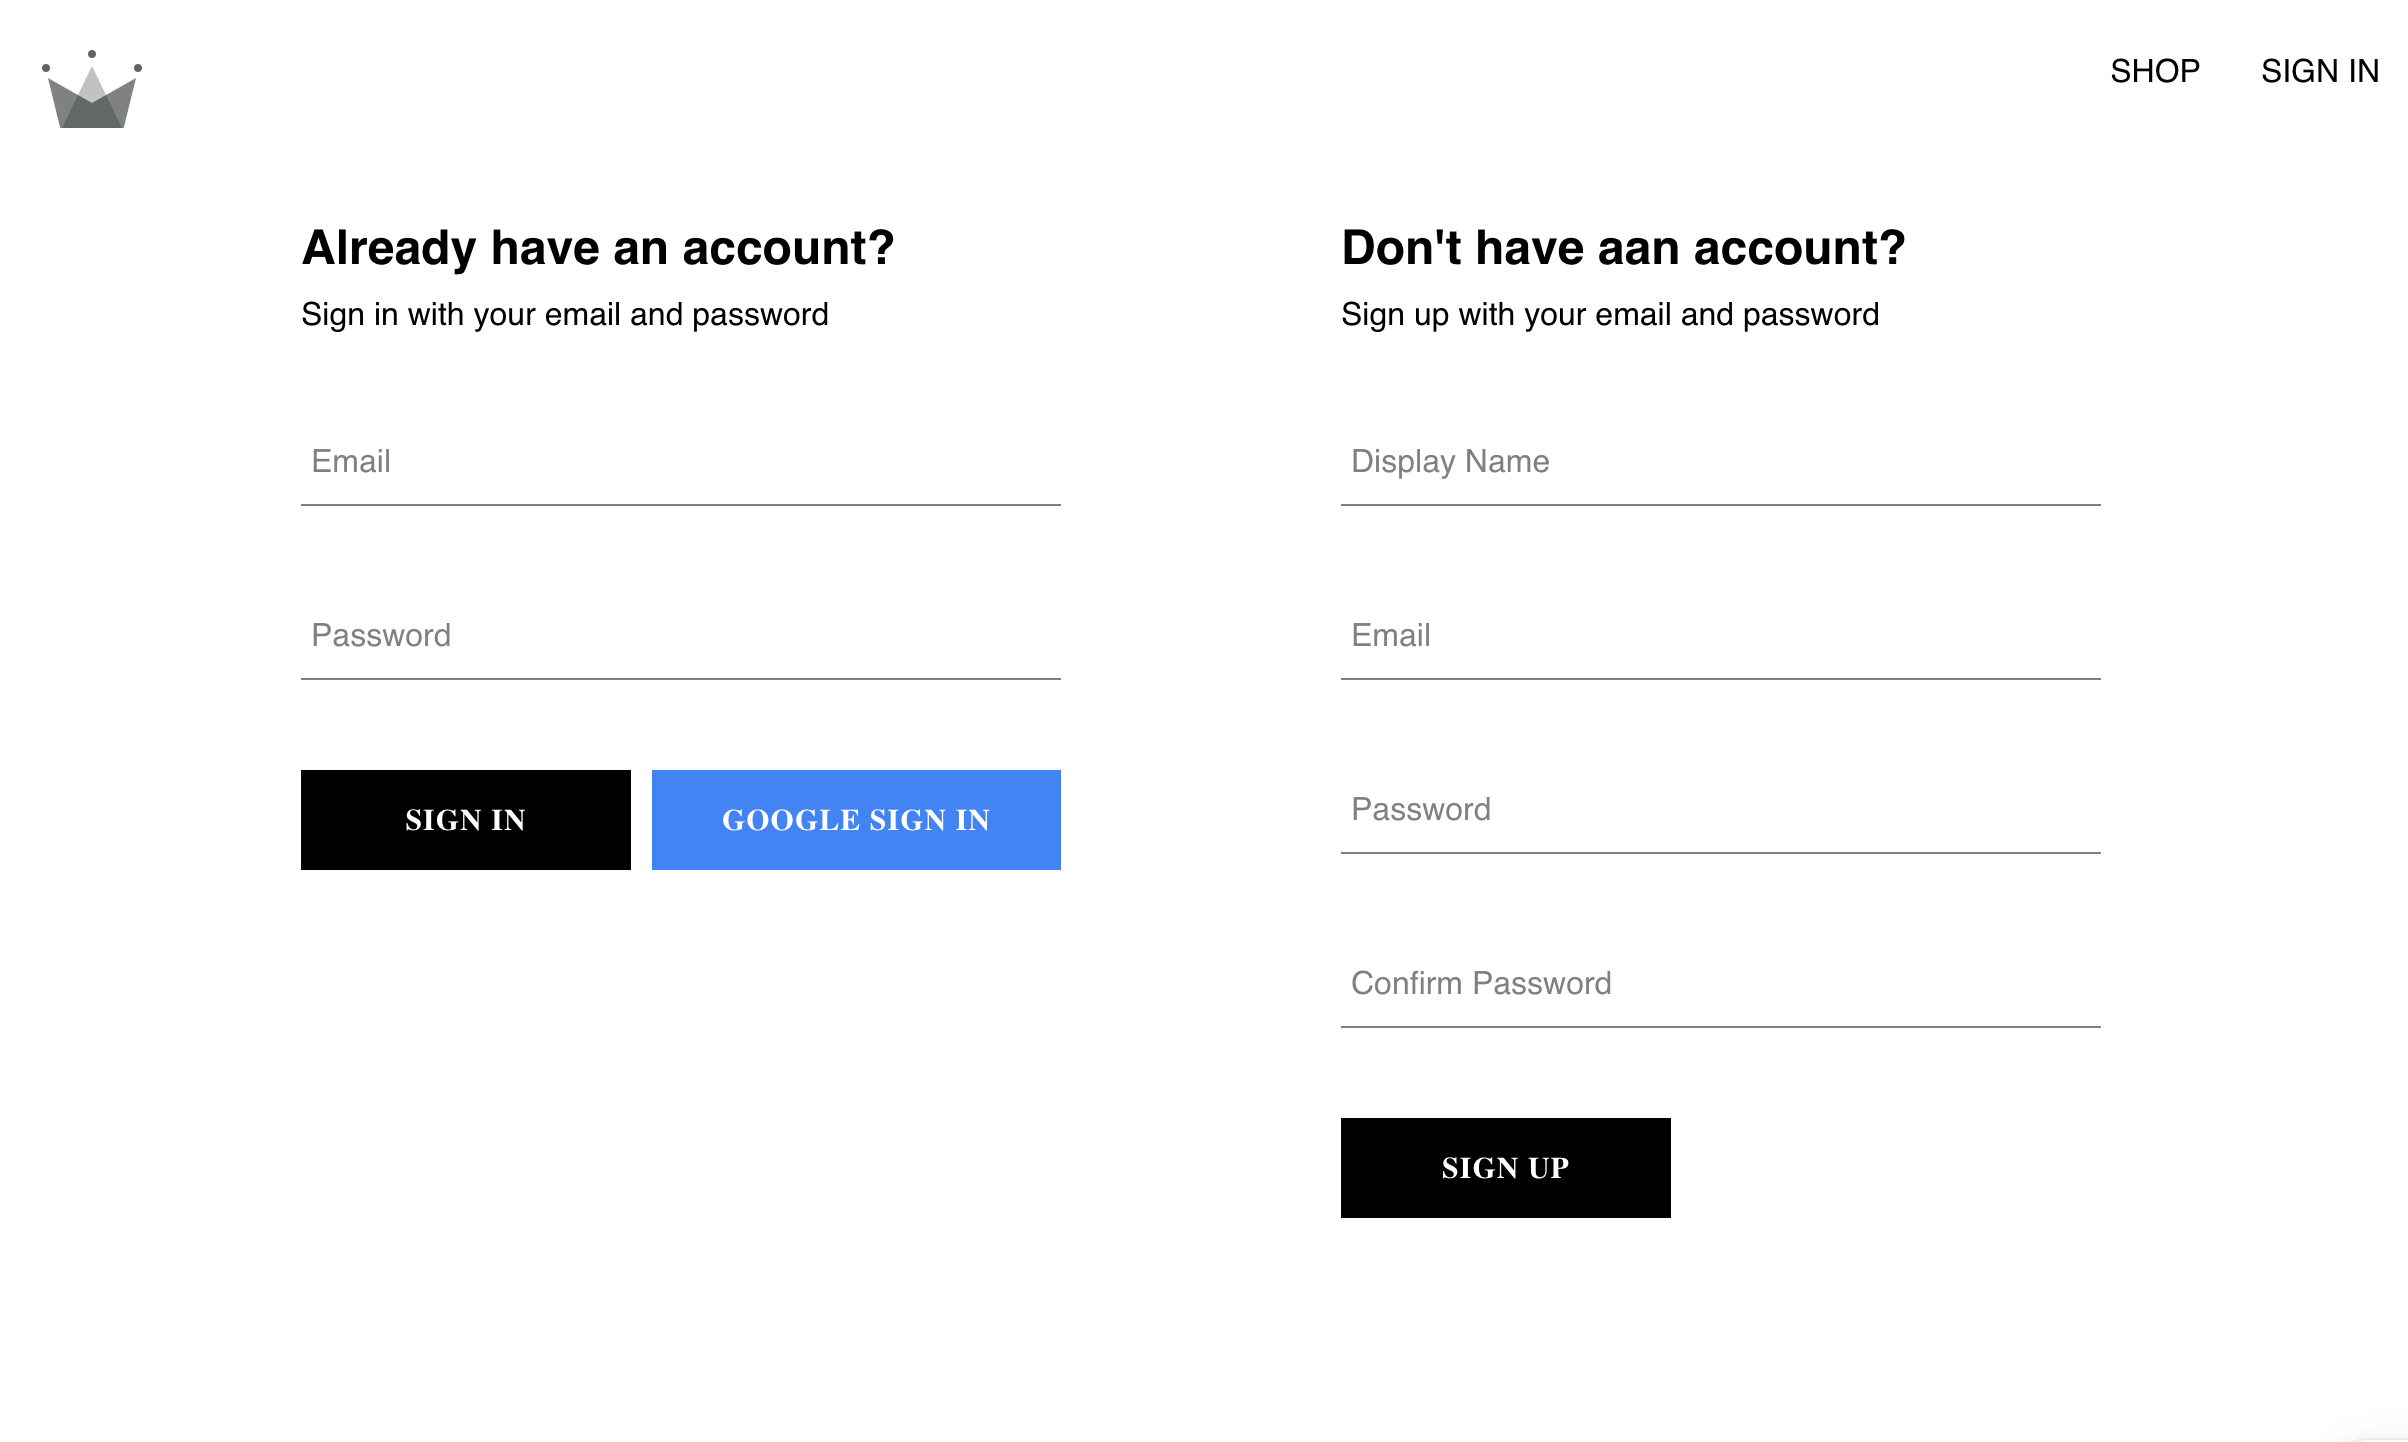 SHOP
SIGN IN
Already have an account?
Sign in with your email and password
Email
Password
SIGN IN
GOOGLE SIGN IN
Don't have aan account?
Sign up with your email and password
Display Name
Email
Password
Confirm Password
SIGN UP